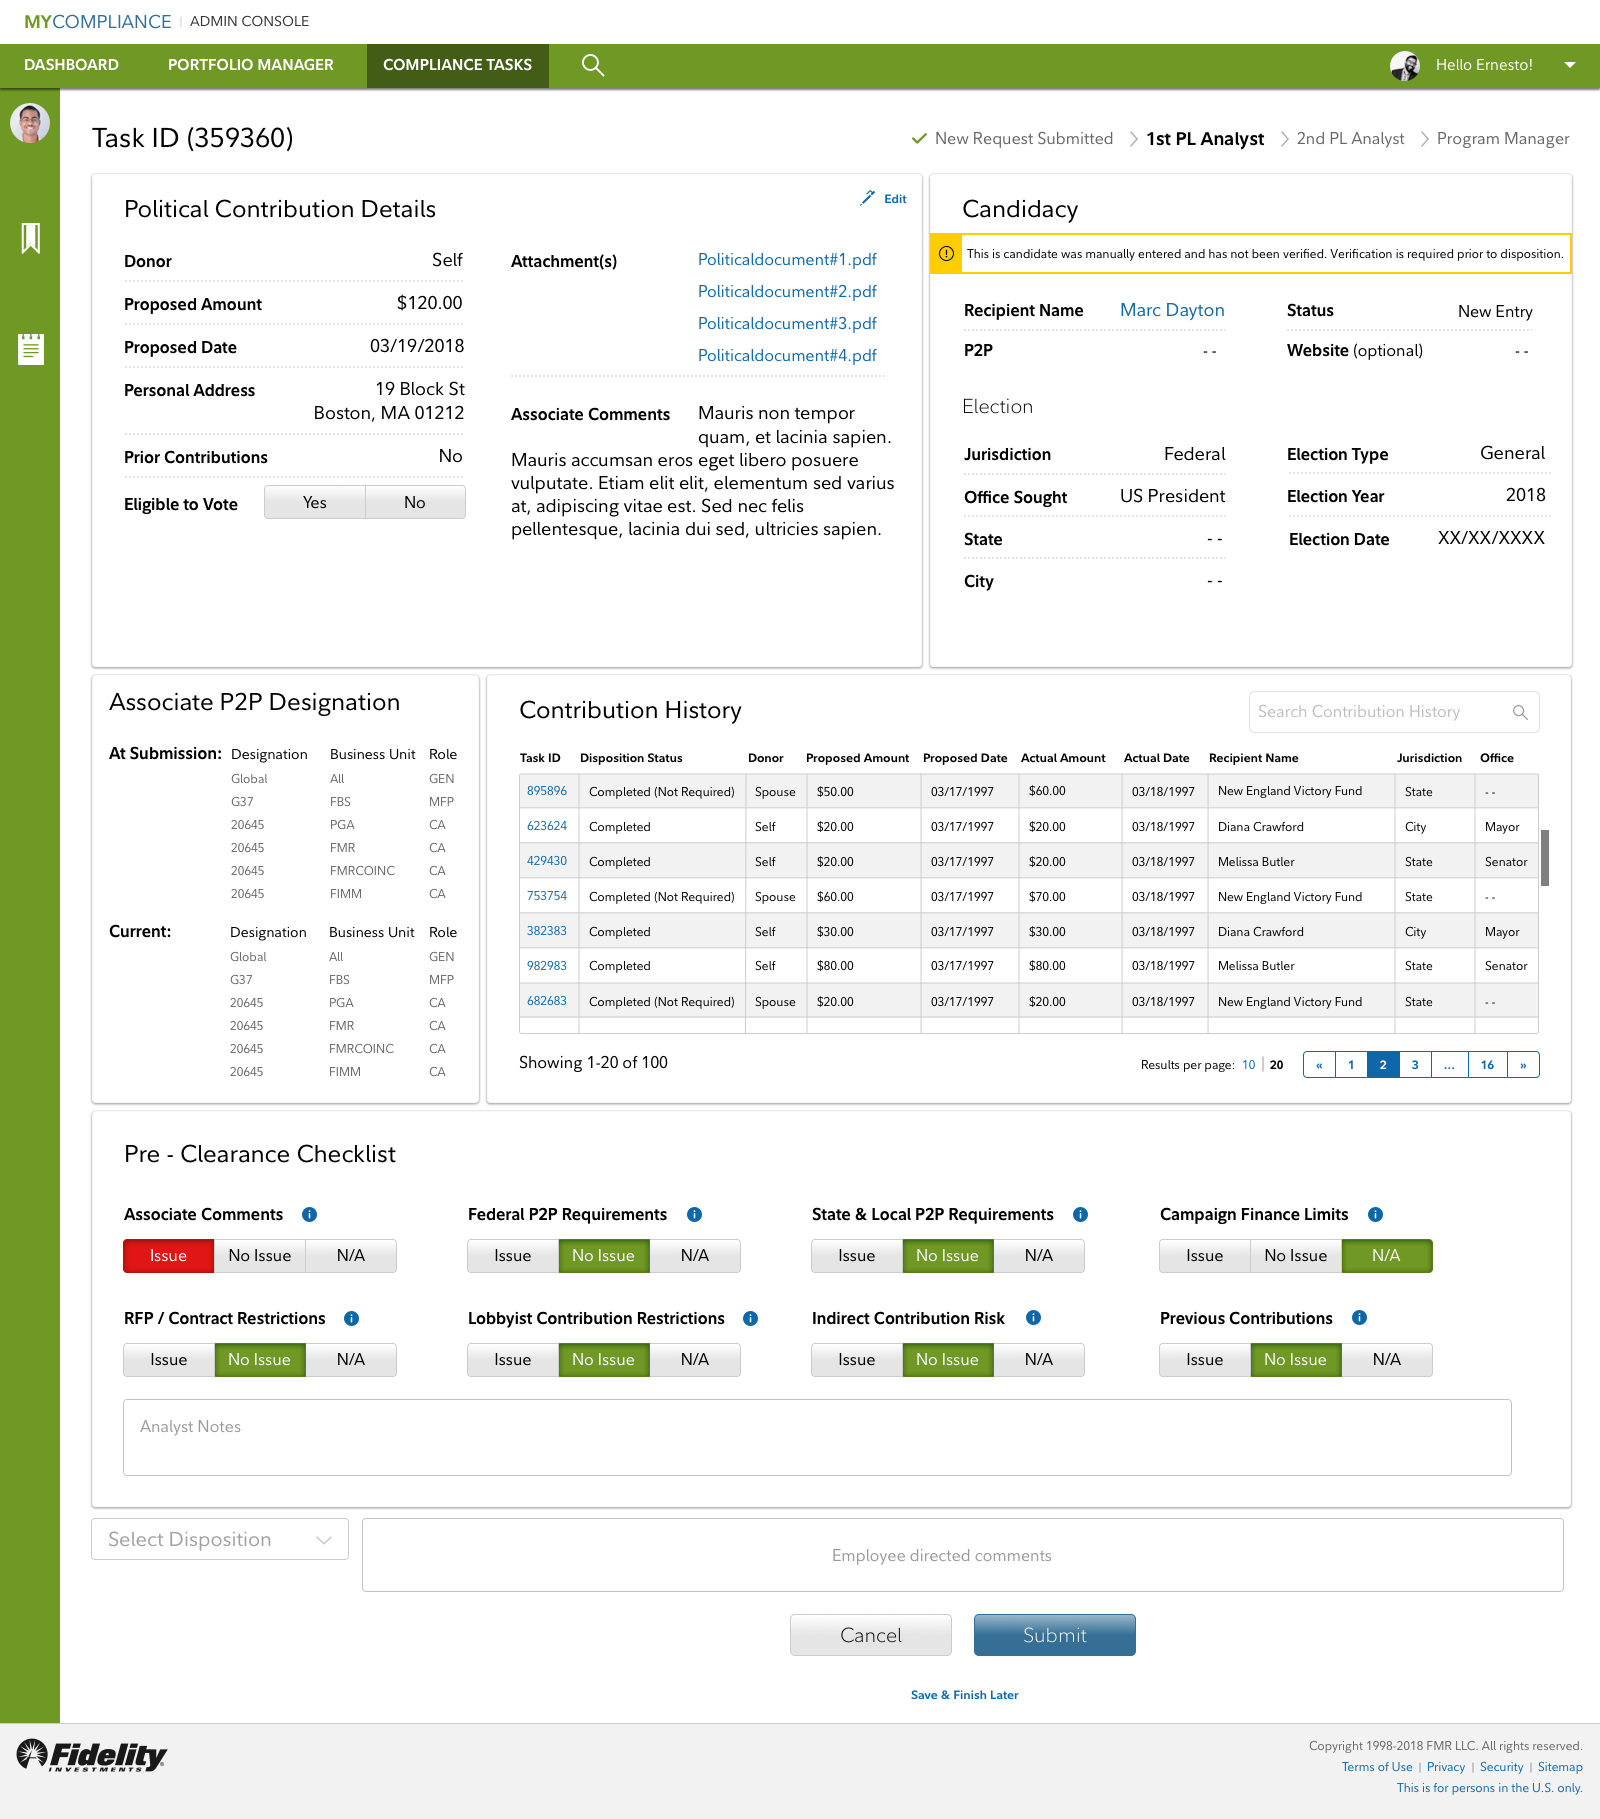 MYCOMPLIANCE | ADMIN CONSOLE
DASHBOARD PORTFOLIO MANAGER COMPLIANCE TASKS Hello Ernesto!
Task ID (359360)
New Request Submitted 1st PL Analyst 2nd PL Analyst Program Manager
Political Contribution Details
Edit
Donor Self
Proposed Amount $120.00
Proposed Date 03/19/2018
Personal Address 19 Block St
Boston, MA 01212
Prior Contributions No
Eligible to Vote Yes No
Attachment(s) Politicaldocument#1.pdf
Politicaldocument#2.pdf
Politicaldocument#3.pdf
Politicaldocument#4.pdf
Associate Comments Mauris non tempor
quam, et lacinia sapien.
Mauris accumsan eros eget libero posuere
vulputate. Etiam elit elit, elementum sed varius
at, adipiscing vitae est. Sed nec felis
pellentesque, lacinia dui sed, ultricies sapien.
Candidacy
This is candidate was manually entered and has not been verified. Verification is required prior to disposition.
Recipient Name Marc Dayton Status New Entry
P2P - - Website (optional) - -
Election
Jurisdiction Federal Election Type General
Office Sought US President Election Year 2018
State - - Election Date XX/XX/XXXX
City - -
Associate P2P Designation
At Submission: Designation Business Unit Role
Global All GEN
G37 FBS MFP
20645 PGA CA
20645 FMR CA
20645 FMRCOINC CA
20645 FIMM CA
Current: Designation Business Unit Role
Global All GEN
G37 FBS MFP
20645 PGA CA
20645 FMR CA
20645 FMRCOINC CA
20645 FIMM CA
Contribution History
Search Contribution History
Task ID Disposition Status Donor Proposed Amount Proposed Date Actual Amount Actual Date Recipient Name Jurisdiction Office
895896 Completed (Not Required) Spouse $50.00 03/17/1997 $60.00 03/18/1997 New England Victory Fund State - -
623624 Completed Self $20.00 03/17/1997 $20.00 03/18/1997 Diana Crawford City Mayor
429430 Completed Self $20.00 03/17/1997 $20.00 03/18/1997 Melissa Butler State Senator
753754 Completed (Not Required) Spouse $60.00 03/17/1997 $70.00 03/18/1997 New England Victory Fund State - -
382383 Completed Self $30.00 03/17/1997 $30.00 03/18/1997 Diana Crawford City Mayor
982983 Completed Self $80.00 03/17/1997 $80.00 03/18/1997 Melissa Butler State Senator
682683 Completed (Not Required) Spouse $20.00 03/17/1997 $20.00 03/18/1997 New England Victory Fund State - -
Showing 1-20 of 100 Results per page: 10 | 20 « 1 2 3 ... 16 »
Pre - Clearance Checklist
Associate Comments Federal P2P Requirements State & Local P2P Requirements Campaign Finance Limits
Issue No Issue N/A Issue No Issue N/A Issue No Issue N/A Issue No Issue N/A
RFP / Contract Restrictions Lobbyist Contribution Restrictions Indirect Contribution Risk Previous Contributions
Issue No Issue N/A Issue No Issue N/A Issue No Issue N/A Issue No Issue N/A
Analyst Notes
Select Disposition Employee directed comments
Cancel Submit
Save & Finish Later
Fidelity
INVESTMENTS
Copyright 1998-2018 FMR LLC. All rights reserved.
Terms of Use | Privacy | Security | Sitemap
This is for persons in the U.S. only.